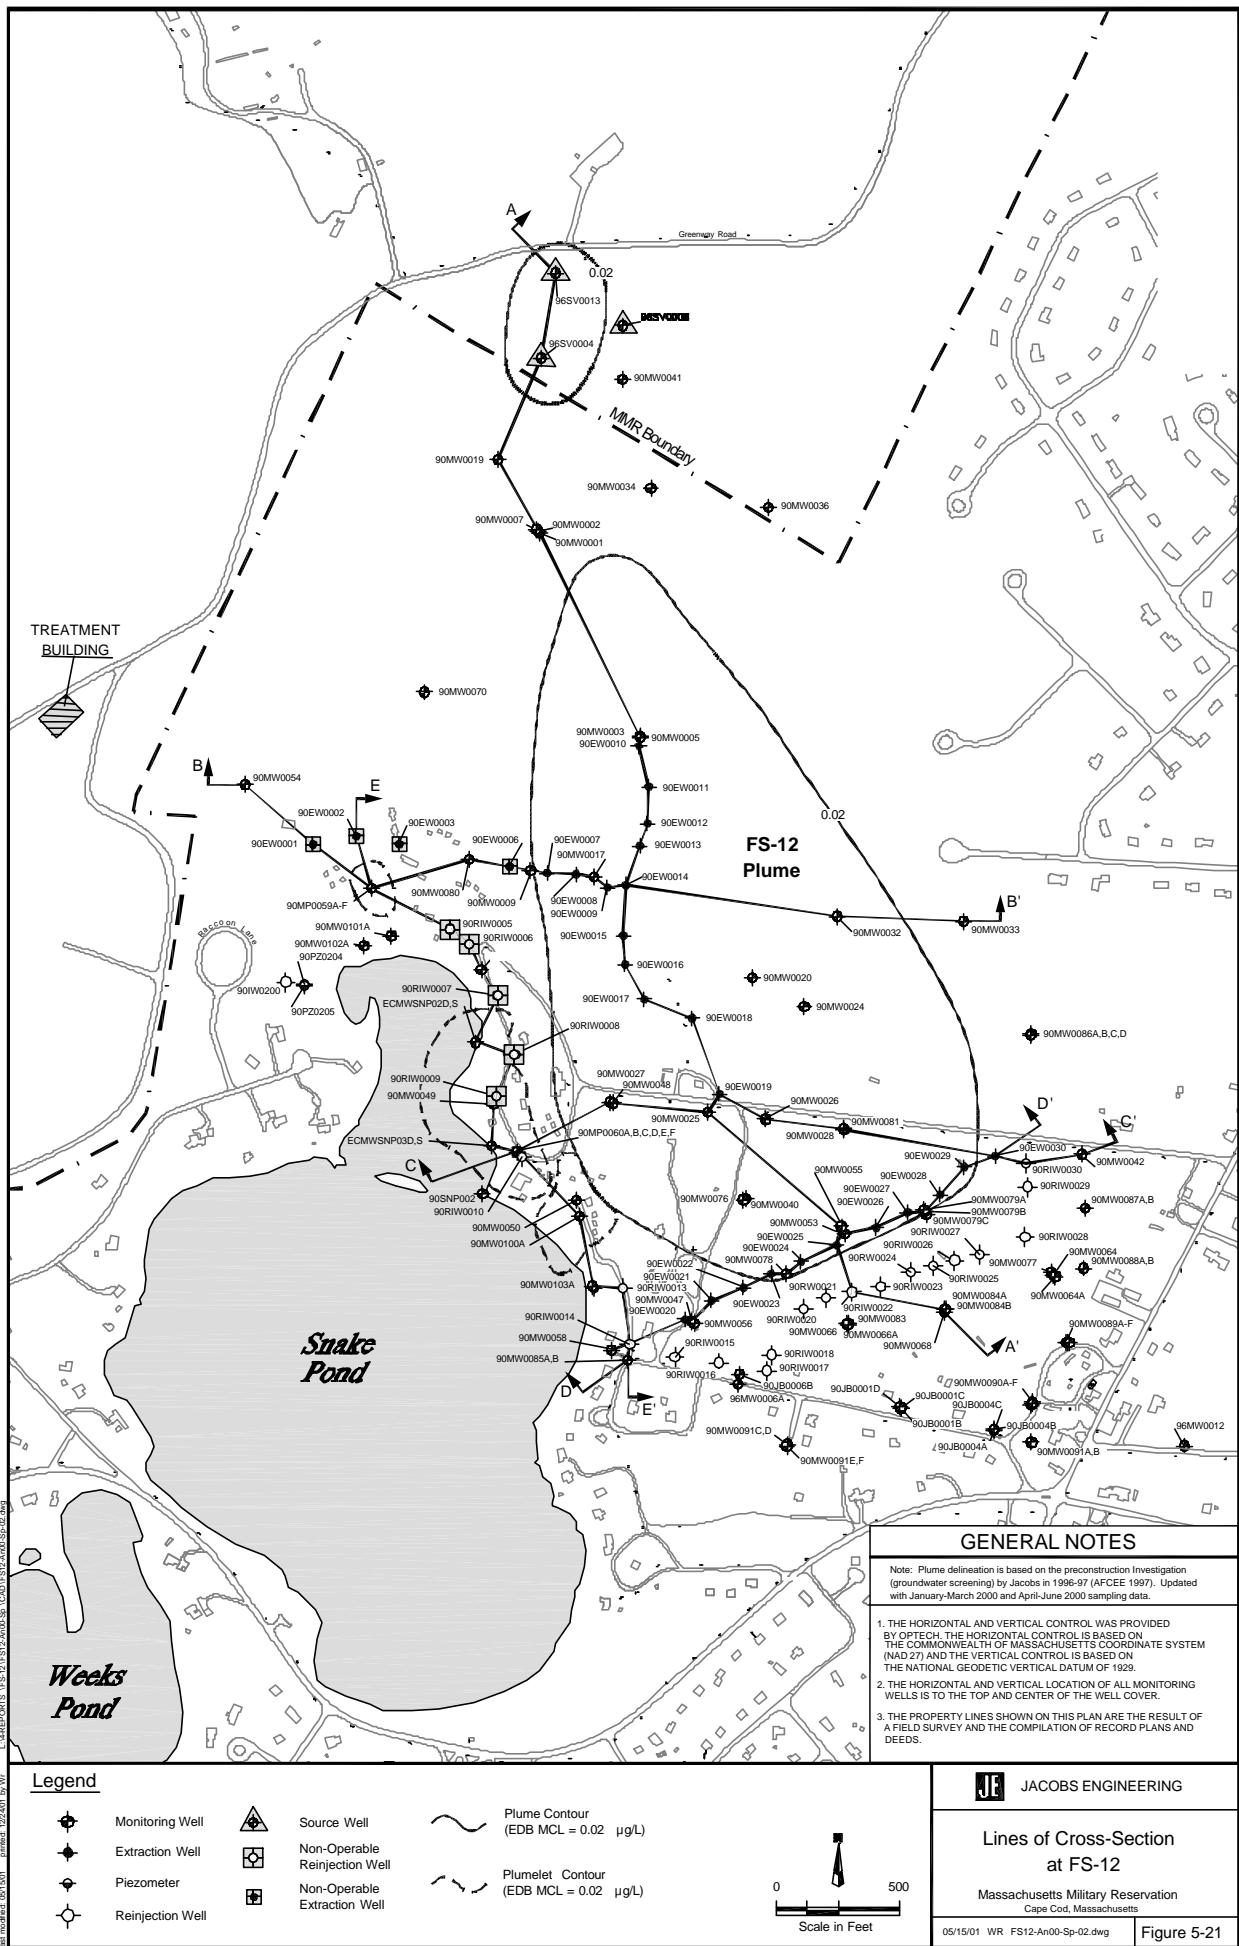 A
Greenway Road
0.02
96SV0013
96SV0004
90MW0041
MMR Boundary
90MW0019
90MW0034
90MW0036
90MW0007
90MW0002
90MW0001
TREATMENT
BUILDING
90MW0070
90MW0003
90MW0005
90EW0010
B
90MW0054
E
90EW0011
90EW0002
90EW0003
90EW0012
0.02
90EW0001
90EW0006
90EW0007
90EW0013
90MW0017
FS-12
Plume
90EW0014
90MW0080
90MW0009
90EW0008
90EW0009
90MP0059A-F
B'
90MW0032
90MW0033
90MW0101A
90RIW0005
Raccoon Lane
90MW0102A
90RIW0006
90EW0015
90PZ0204
90EW0016
90IW0200
90RIW0007
90MW0020
ECMWSNP02D,S
90EW0017
90MW0024
90PZ0205
90EW0018
90RIW0008
90MW0086A,B,C,D
90MW0027
90RIW0009
90MW0048
90EW0019
90MW0049
90MW0026
D'
90MW0025
90MW0081
C'
90MW0028
90MP0060A,B,C,D,E,F
ECMWSNP03D,S
90EW0030
90EW0029
90MW0042
C
90MW0055
90RIW0030
90EW0028
90RIW0029
90SNP002
90MW0076
90EW0027
90MW0079A
90MW0087A,B
90RIW0010
90MW0040
90EW0026
90MW0079B
90MW0053
90MW0079C
90MW0050
90EW0025
90RIW0027
90RIW0028
90MW0100A
90EW0024
90RIW0026
90MW0077
90MW0064
90EW0022
90MW0078
90RW0024
90MW0088A,B
90EW0021
90RIW0025
90MW0103A
90RIW0013
90RW0021
90MW0084A
90MW0064A
90MW0047
90EW0023
90RIW0022
90MW0084B
90EW0020
90RIW0020
90MW0083
90RIW0014
90MW0056
90MW0066
90MW0066A
90MW0089A-F
90MW0058
90RIW0015
90MW0068
A'
90MW0085A,B
90RIW0018
90RIW0017
90RIW0016
90JB0006B
90JB0001D
90MW0090A-F
D
96MW0006A
90JB0001C
90JB0004C
E'
90JB0001B
90JB0004B
96MW0012
90MW0091C,D
90JB0004A
90MW0091A,B
90MW0091E,F
Snake
Pond
Weeks
Pond
GENERAL NOTES
Note: Plume delineation is based on the preconstruction Investigation
(groundwater screening) by Jacobs in 1996-97 (AFCEE 1997). Updated
with January-March 2000 and April-June 2000 sampling data.
1. THE HORIZONTAL AND VERTICAL CONTROL WAS PROVIDED
BY OPTECH. THE HORIZONTAL CONTROL IS BASED ON
THE COMMONWEALTH OF MASSACHUSETTS COORDINATE SYSTEM
(NAD 27) AND THE VERTICAL CONTROL IS BASED ON
THE NATIONAL GEODETIC VERTICAL DATUM OF 1929.
2. THE HORIZONTAL AND VERTICAL LOCATION OF ALL MONITORING
WELLS IS TO THE TOP AND CENTER OF THE WELL COVER.
3. THE PROPERTY LINES SHOWN ON THIS PLAN ARE THE RESULT OF
A FIELD SURVEY AND THE COMPILATION OF RECORD PLANS AND
DEEDS.
Legend
Monitoring Well
Extraction Well
Piezometer
Reinjection Well
Source Well
Non-Operable
Reinjection Well
Non-Operable
Extraction Well
Plume Contour
(EDB MCL = 0.02 µg/L)
Plumelet Contour
(EDB MCL = 0.02 µg/L)
0 500
Scale in Feet
JE JACOBS ENGINEERING
Lines of Cross-Section
at FS-12
Massachusetts Military Reservation
Cape Cod, Massachusetts
05/15/01 WR FS12-An00-Sp-02.dwg
Figure 5-21